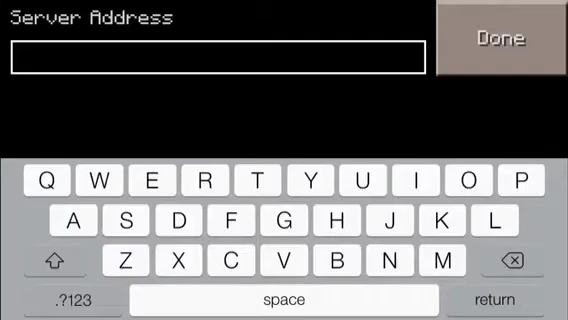 Server Address
Done
Q W E R T Y U I O P
A S D F G H J K L
Z X C V B N M
.?123 space return